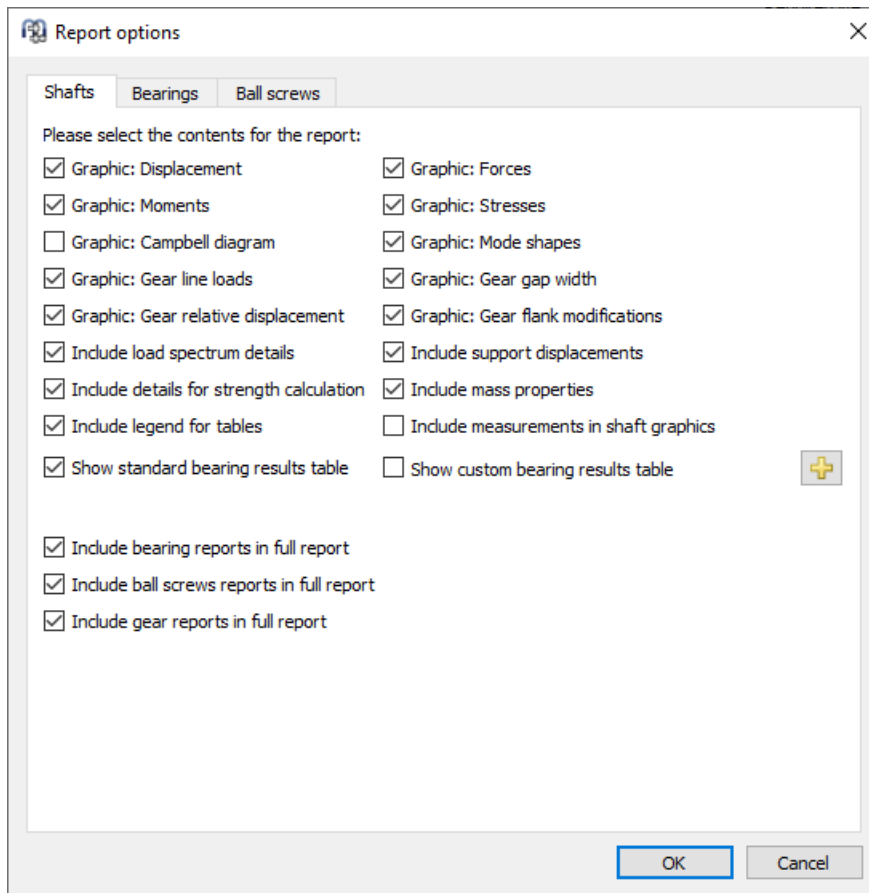 Report options
Shafts Bearings Ball screws
Please select the contents for the report:
Graphic: Displacement Graphic: Forces
Graphic: Moments Graphic: Stresses
Graphic: Campbell diagram Graphic: Mode shapes
Graphic: Gear line loads Graphic: Gear gap width
Graphic: Gear relative displacement Graphic: Gear flank modifications
Include load spectrum details Include support displacements
Include details for strength calculation Include mass properties
Include legend for tables Include measurements in shaft graphics
Show standard bearing results table Show custom bearing results table
Include bearing reports in full report
Include ball screws reports in full report
Include gear reports in full report
OK Cancel